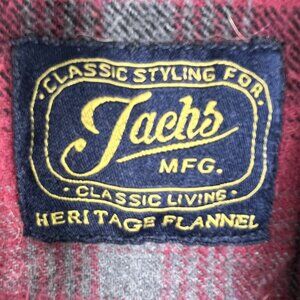 · CLASSIC STYLING FOR ·
Jachs
MFG.
· CLASSIC LIVING ·
HERITAGE FLANNEL